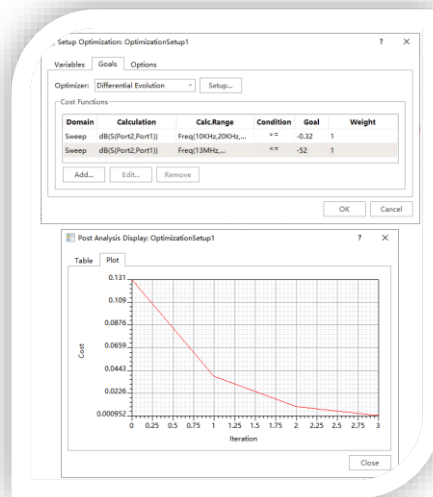 Setup Optimization: OptimizationSetup1
? ×
Variables Goals Options
Optimizer: Differential Evolution Setup...
Cost Functions
Domain Calculation Calc.Range Condition Goal Weight
Sweep dB(S(Port2,Port1)) Freq(10KHz,20KHz,... >= -0.32 1
Sweep dB(S(Port2,Port1)) Freq(13MHz,... <= -52 1
Add... Edit... Remove
OK Cancel
Post Analysis Display: OptimizationSetup1
? ×
Table Plot
0.131
0.109
0.0876
0.0659
0.0443
0.0226
0.000952
Cost
0 0.25 0.5 0.75 1 1.25 1.5 1.75 2 2.25 2.5 2.75 3
Iteration
Close